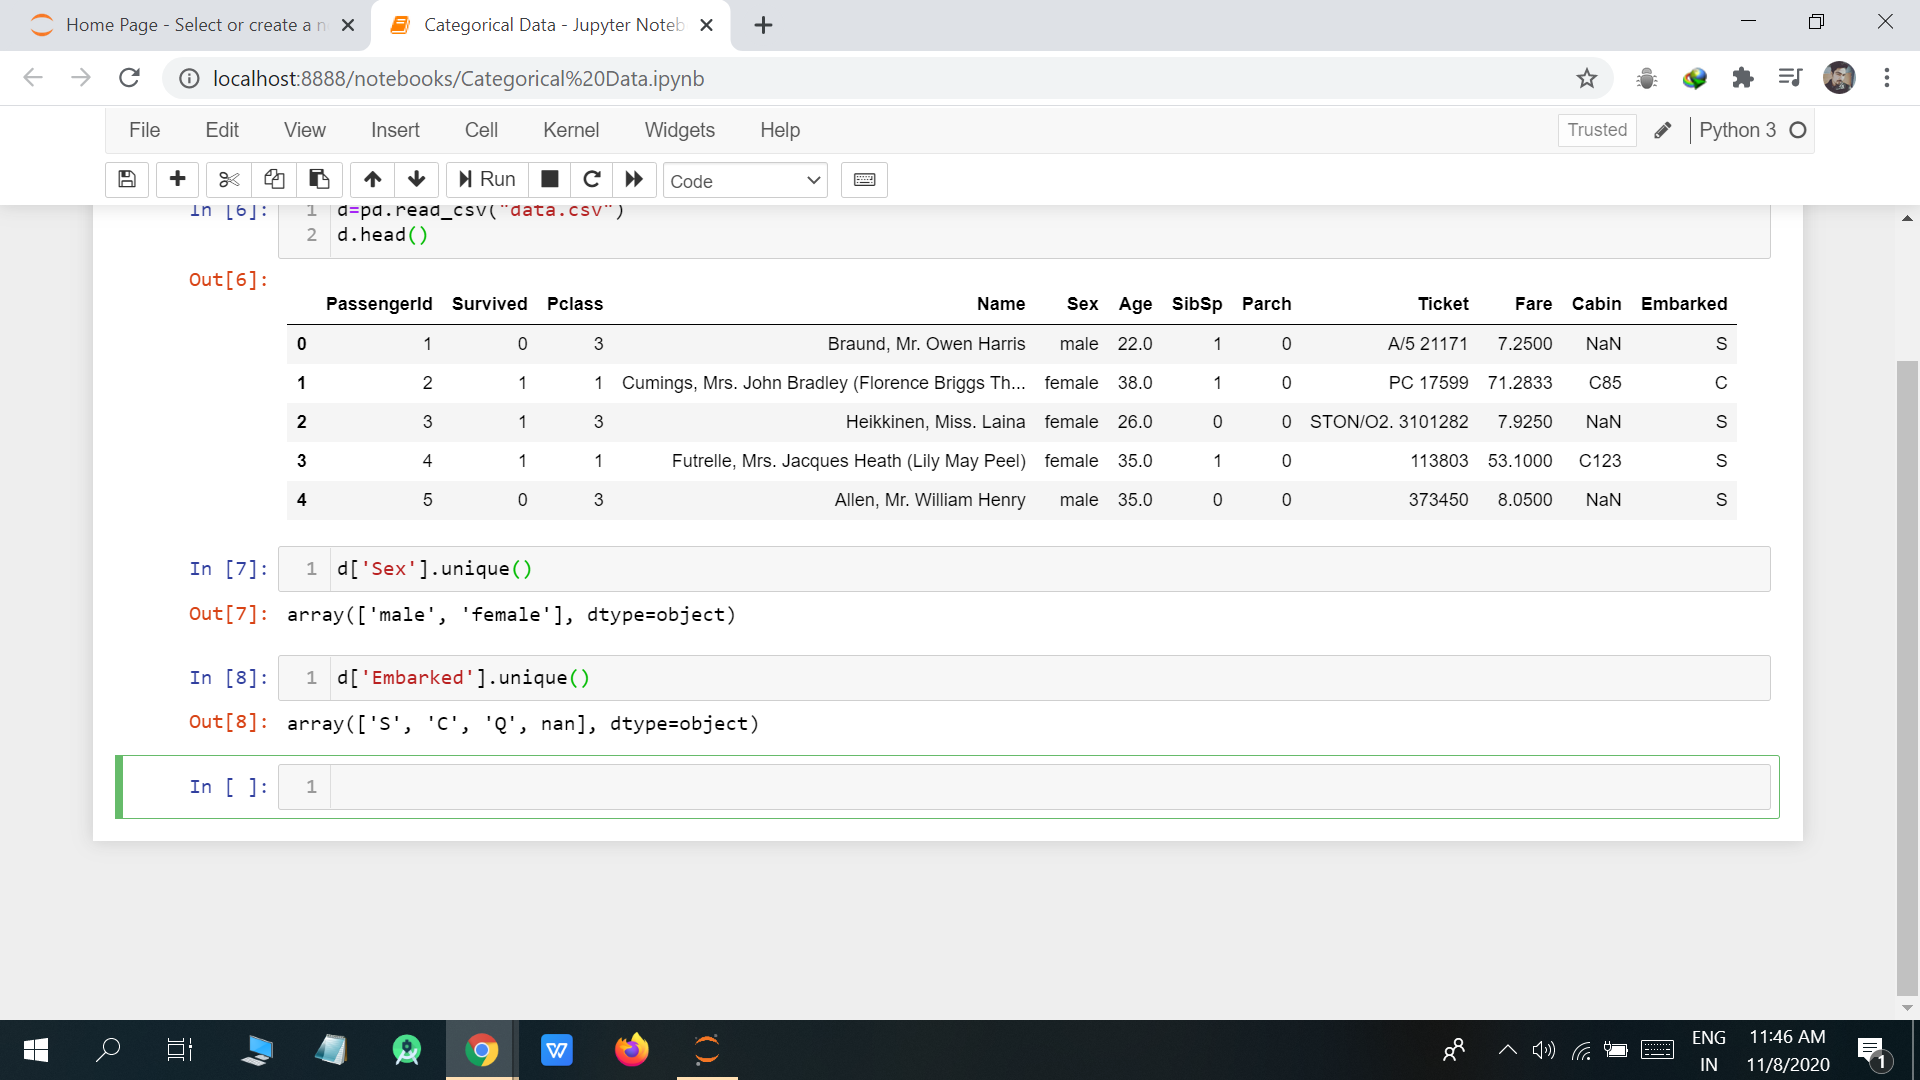 Home Page - Select or create a n
Categorical Data - Jupyter Noteb
localhost:8888/notebooks/Categorical%20Data.ipynb
File Edit View Insert Cell Kernel Widgets Help Trusted Python 3
Run Code
In [6]: 1 d=pd.read_csv("data.csv")
2 d.head()
Out[6]:
PassengerId Survived Pclass Name Sex Age SibSp Parch Ticket Fare Cabin Embarked
0 1 0 3 Braund, Mr. Owen Harris male 22.0 1 0 A/5 21171 7.2500 NaN S
1 2 1 1 Cumings, Mrs. John Bradley (Florence Briggs Th... female 38.0 1 0 PC 17599 71.2833 C85 C
2 3 1 3 Heikkinen, Miss. Laina female 26.0 0 0 STON/O2. 3101282 7.9250 NaN S
3 4 1 1 Futrelle, Mrs. Jacques Heath (Lily May Peel) female 35.0 1 0 113803 53.1000 C123 S
4 5 0 3 Allen, Mr. William Henry male 35.0 0 0 373450 8.0500 NaN S
In [7]: 1 d['Sex'].unique()
Out[7]: array(['male', 'female'], dtype=object)
In [8]: 1 d['Embarked'].unique()
Out[8]: array(['S', 'C', 'Q', nan], dtype=object)
In [ ]: 1
ENG 11:46 AM
IN 11/8/2020
1